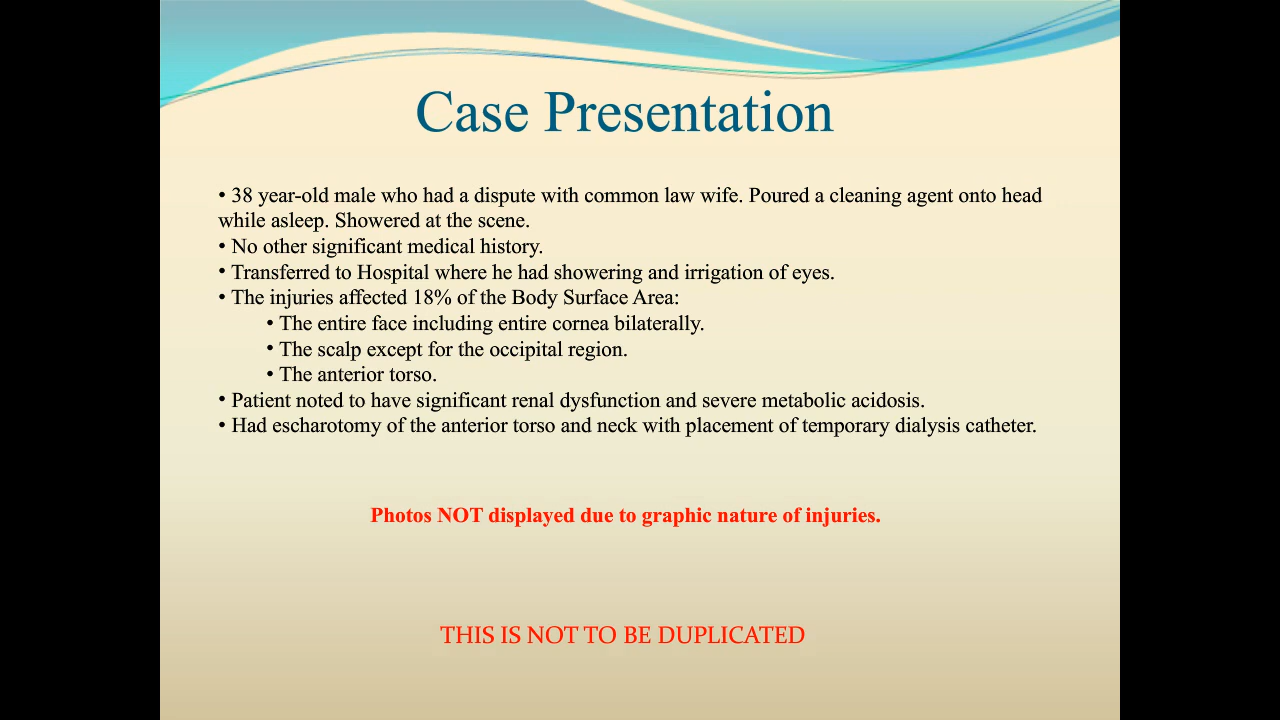 Case Presentation
• 38 year-old male who had a dispute with common law wife. Poured a cleaning agent onto head
while asleep. Showered at the scene.
• No other significant medical history.
• Transferred to Hospital where he had showering and irrigation of eyes.
• The injuries affected 18% of the Body Surface Area:
• The entire face including entire cornea bilaterally.
• The scalp except for the occipital region.
• The anterior torso.
• Patient noted to have significant renal dysfunction and severe metabolic acidosis.
• Had escharotomy of the anterior torso and neck with placement of temporary dialysis catheter.
Photos NOT displayed due to graphic nature of injuries.
THIS IS NOT TO BE DUPLICATED